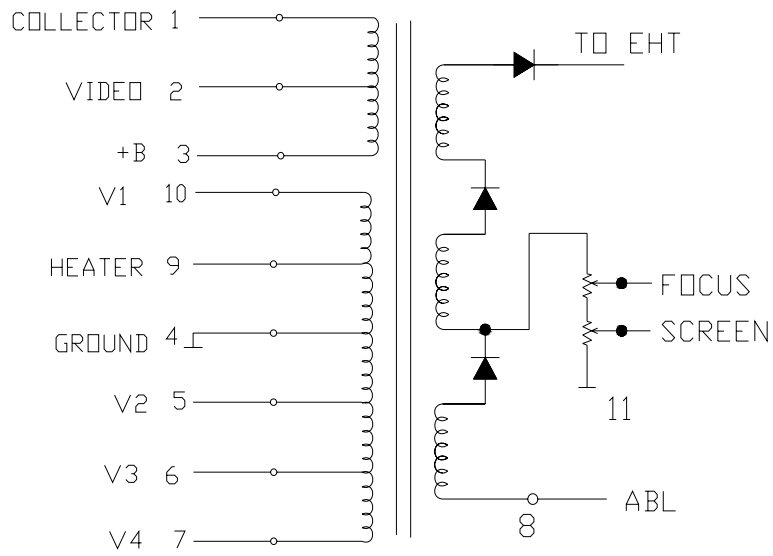 COLLECTOR 1
VIDEO 2
+B 3
V1 10
HEATER 9
GROUND 4
V2 5
V3 6
V4 7
TO EHT
FOCUS
SCREEN
11
ABL
8